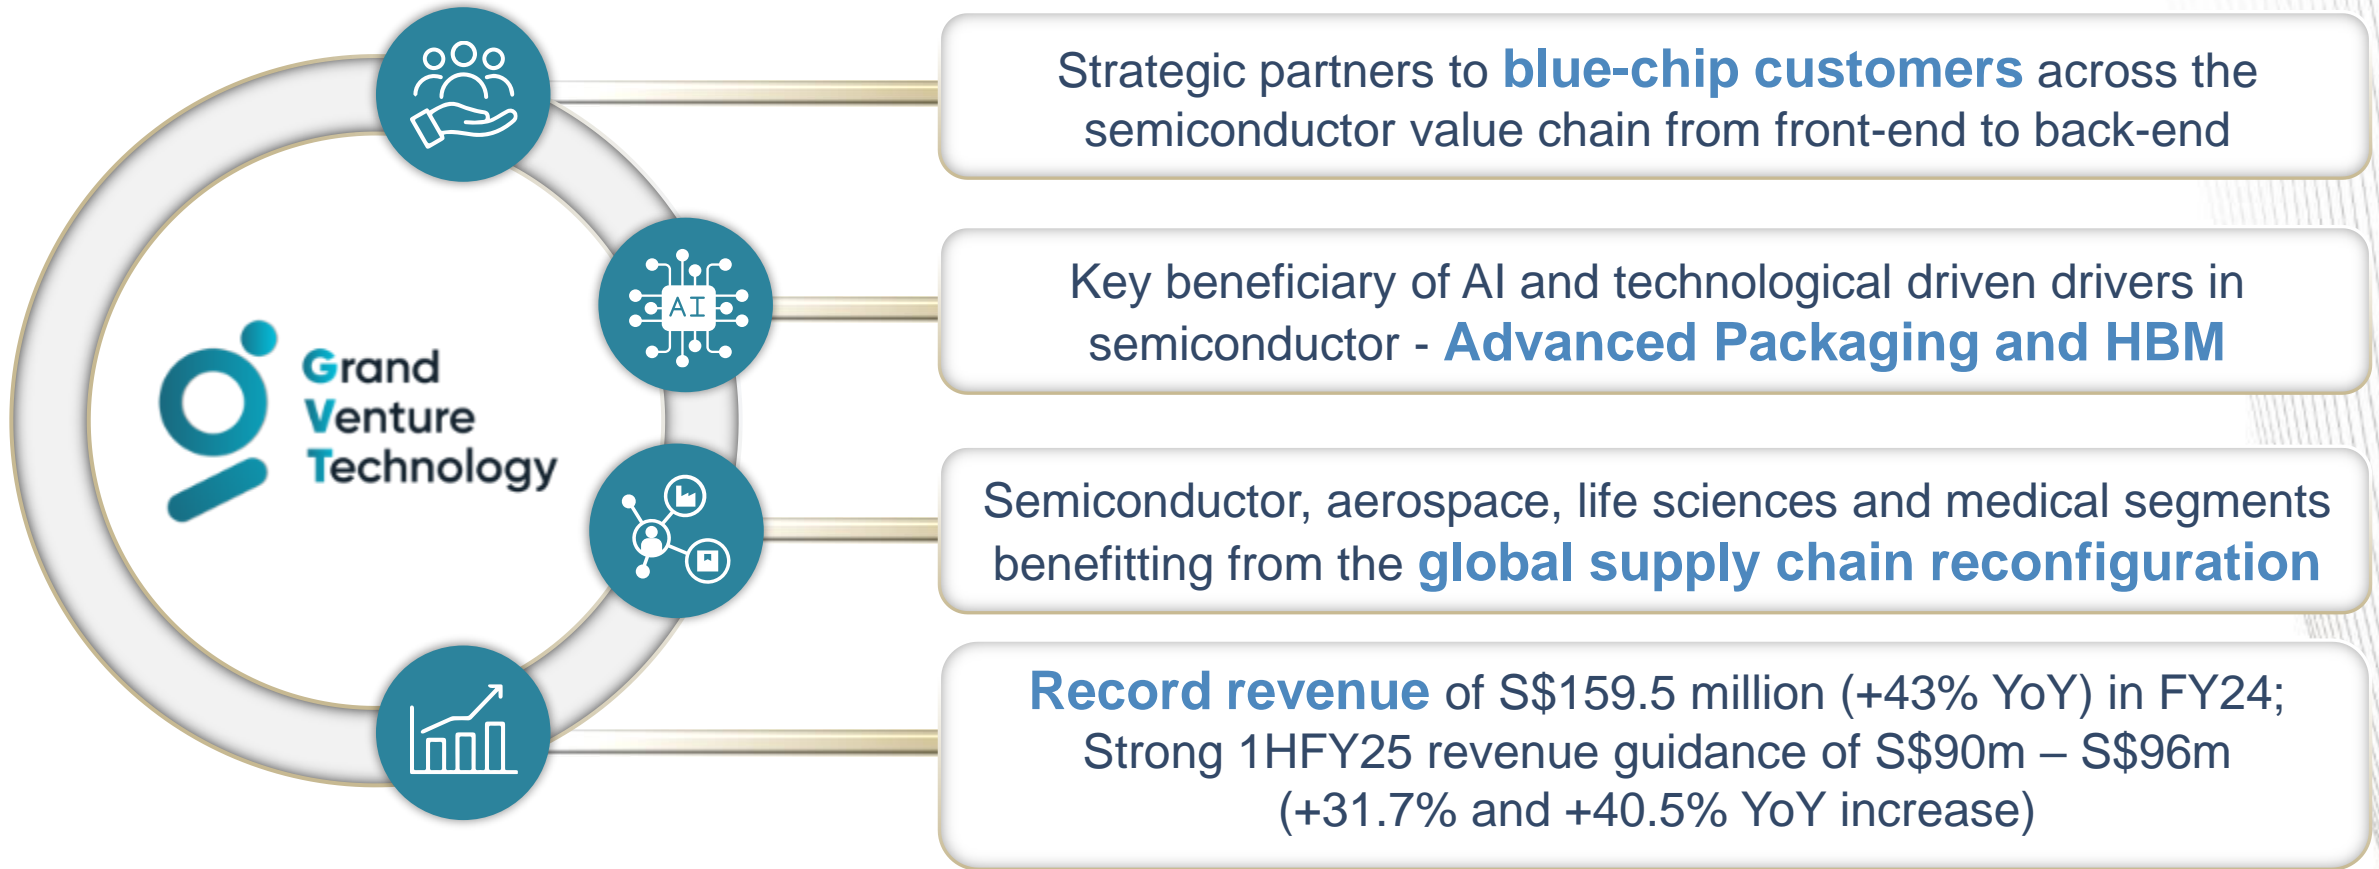 Strategic partners to blue-chip customers across the
semiconductor value chain from front-end to back-end
AI
Key beneficiary of AI and technological driven drivers in
semiconductor - Advanced Packaging and HBM
Grand
Venture
Technology
Semiconductor, aerospace, life sciences and medical segments
benefitting from the global supply chain reconfiguration
Record revenue of S$159.5 million (+43% YoY) in FY24;
Strong 1HFY25 revenue guidance of S$90m – S$96m
(+31.7% and +40.5% YoY increase)